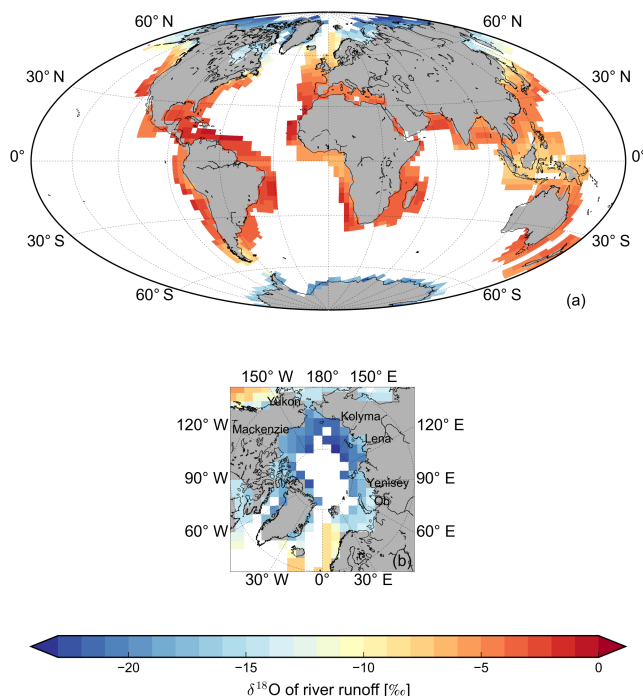 60° N
60° N
30° N
30° N
0°
0°
30° S
30° S
60° S
60° S
(a)
150° W 180° 150° E
Yukon
Kolyma
120° W
120° E
Mackenzie
Lena
90° W
90° E
Yenisey
Ob
60° W
60° E
(b)
30° W 0° 30° E
−20 −15 −10 −5 0
δ¹⁸O of river runoff [‰]